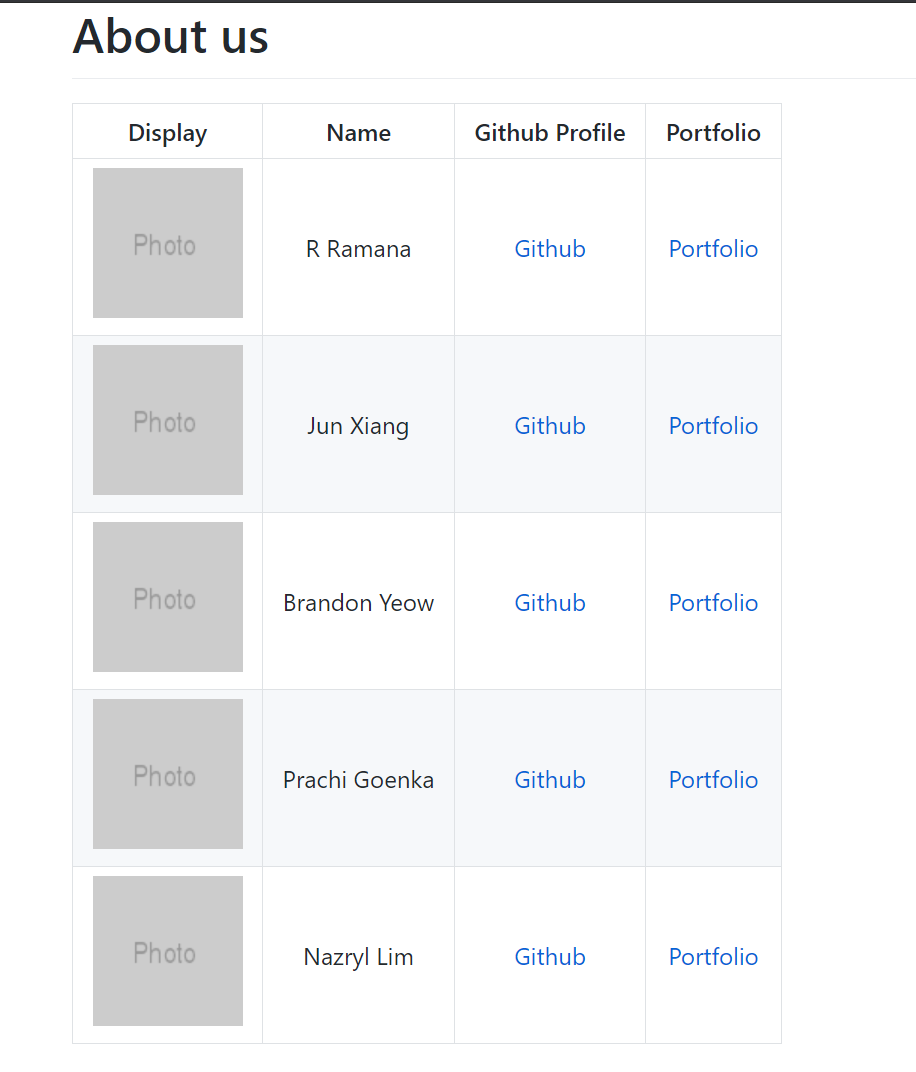 About us
Display Name Github Profile Portfolio
Photo R Ramana Github Portfolio
Photo Jun Xiang Github Portfolio
Photo Brandon Yeow Github Portfolio
Photo Prachi Goenka Github Portfolio
Photo Nazryl Lim Github Portfolio